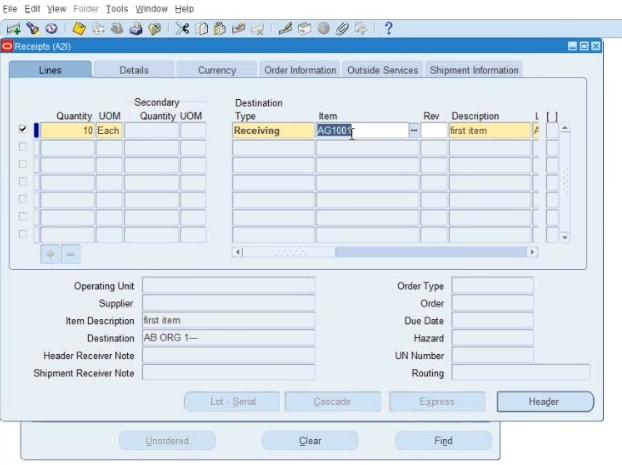 File Edit View Folder Tools Window Help
Receipts (A2I)
Lines Details Currency Order Information Outside Services Shipment Information
Secondary Destination
Quantity UOM Quantity UOM Type Item Rev Description L [ ]
10 Each Receiving AG1001 first item A
Operating Unit Order Type
Supplier Order
Item Description first item Due Date
Destination AB ORG 1--- Hazard
Header Receiver Note UN Number
Shipment Receiver Note Routing
Lot - Serial Cascade Express Header
Unordered Clear Find